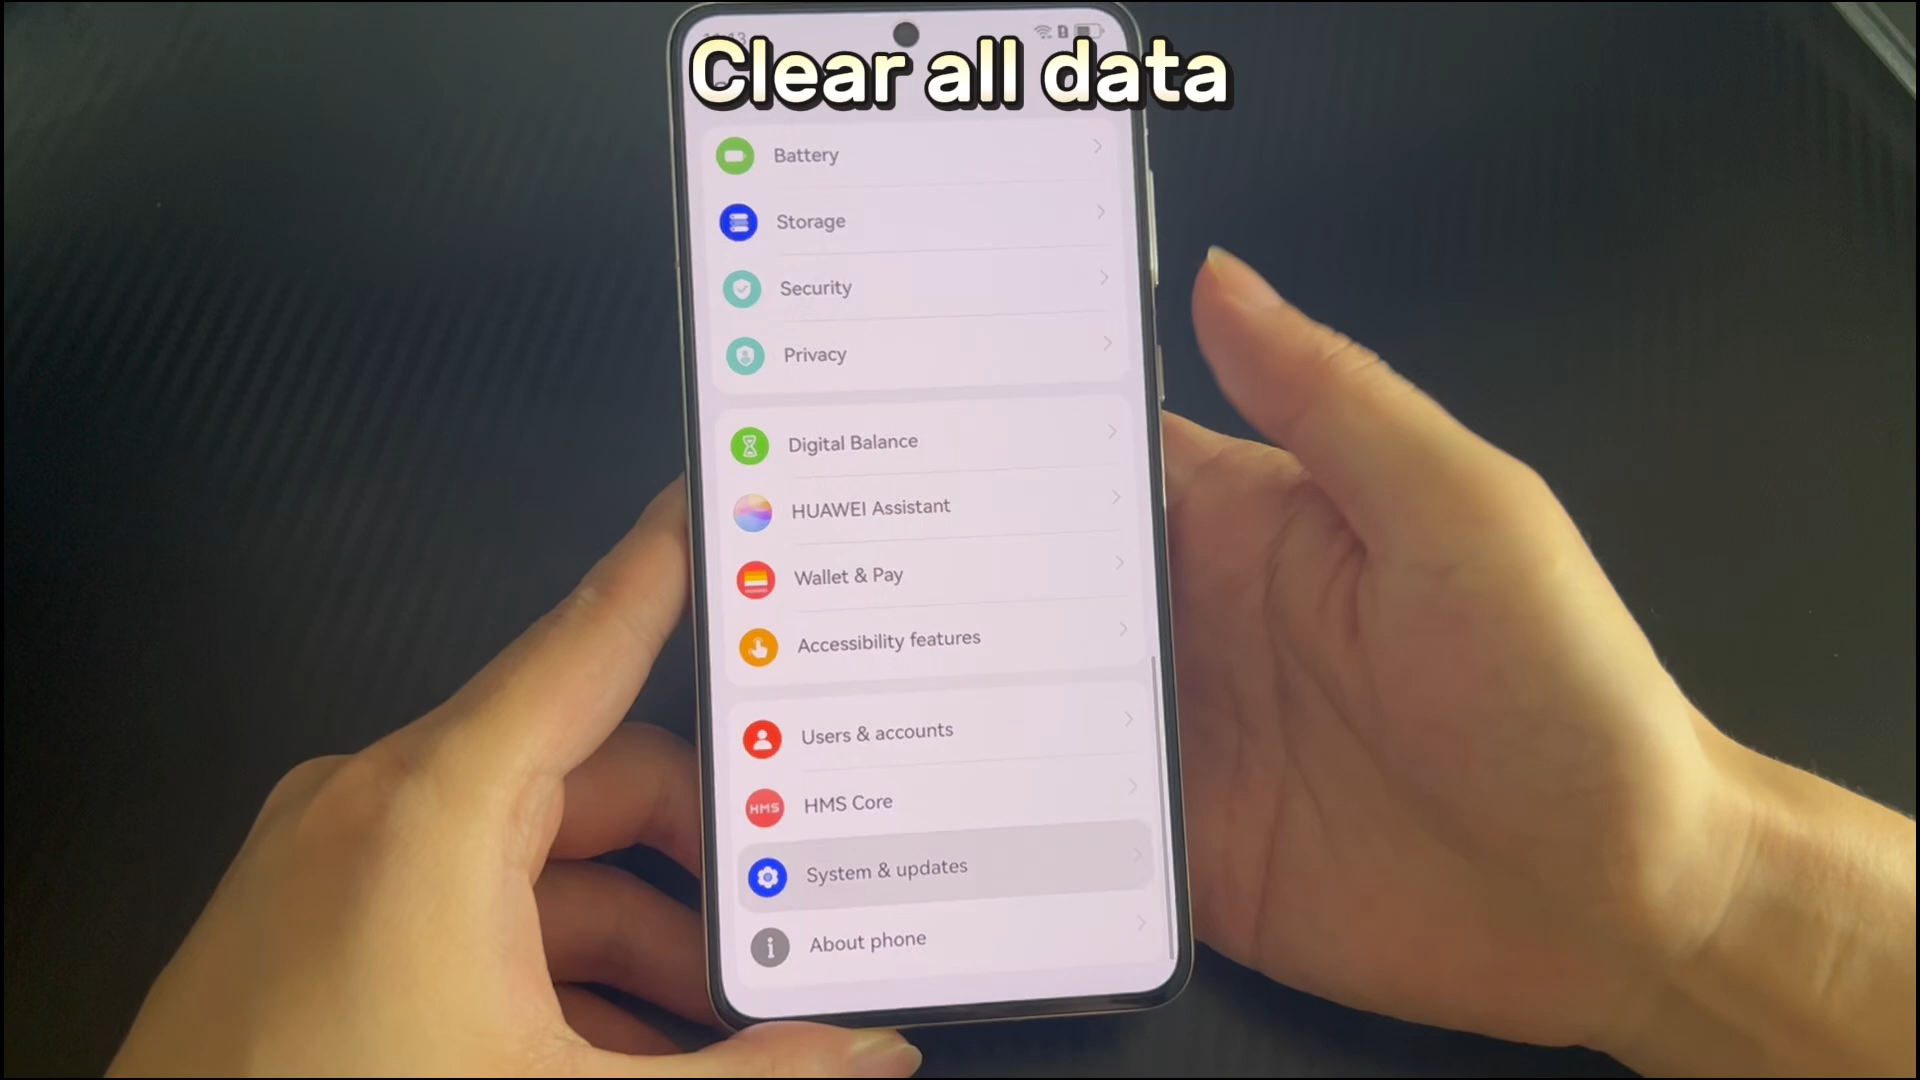 Clear all data
Battery
Storage
Security
Privacy
Digital Balance
HUAWEI Assistant
Wallet & Pay
Accessibility features
Users & accounts
HMS HMS Core
System & updates
About phone